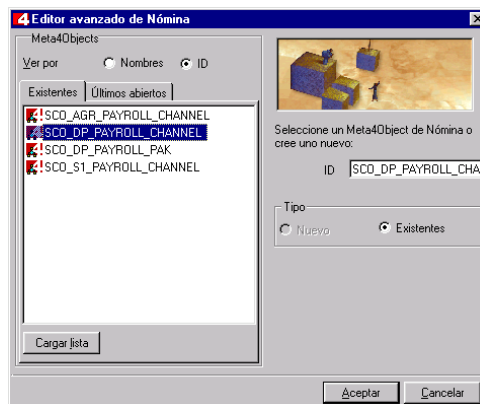 4 Editor avanzado de Nómina
Meta4Objects
Ver por
Nombres
ID
Existentes
Últimos abiertos
SCO_AGR_PAYROLL_CHANNEL
SCO_DP_PAYROLL_CHANNEL
SCO_DP_PAYROLL_PAK
SCO_S1_PAYROLL_CHANNEL
Cargar lista
Seleccione un Meta4Object de Nómina o
cree uno nuevo:
ID
SCO_DP_PAYROLL_CHA
Tipo
Nuevo
Existentes
Aceptar
Cancelar